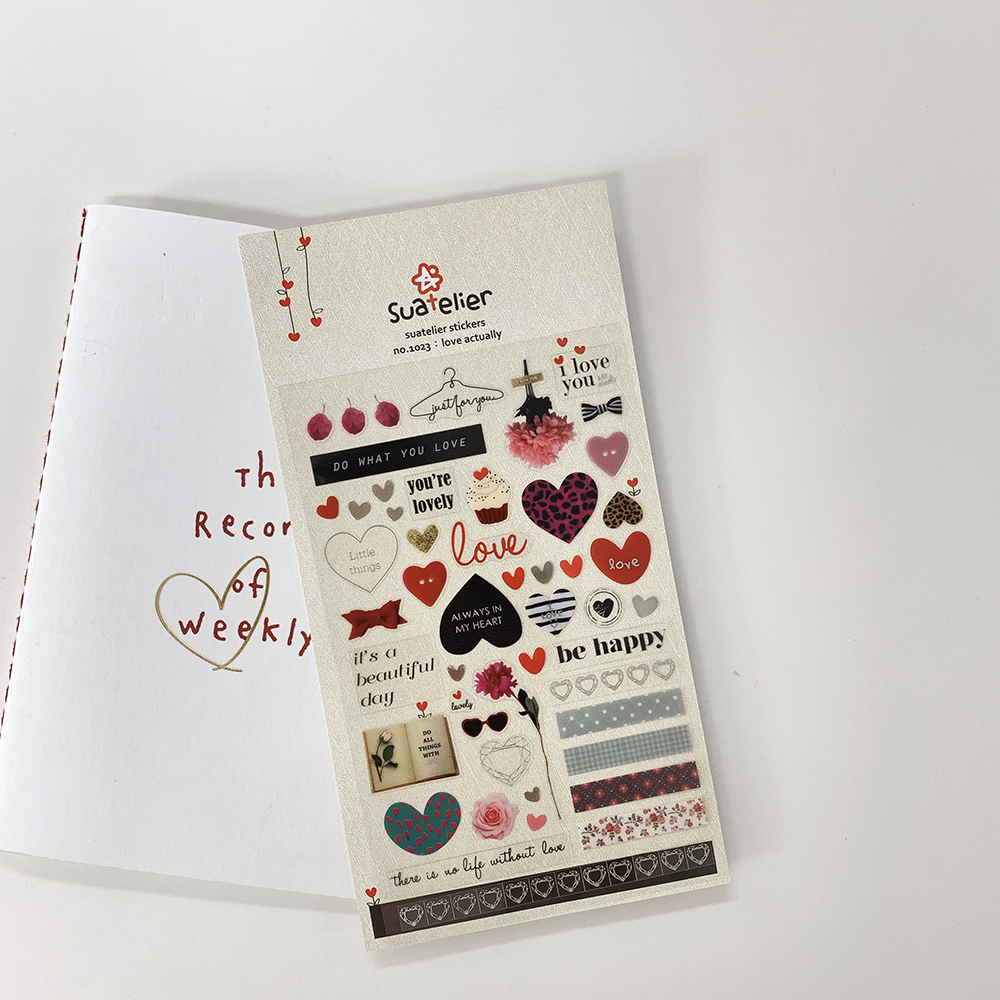 Th
Recor
of
weekly
suatelier
suatelier stickers
no.1023 : love actually
i love
you
just for you
DO WHAT YOU LOVE
you're
lovely
Little
things
love
love
ALWAYS IN
MY HEART
it's a
beautiful
day
be happy
lovely
DO
ALL
THINGS
WITH
there is no life without love